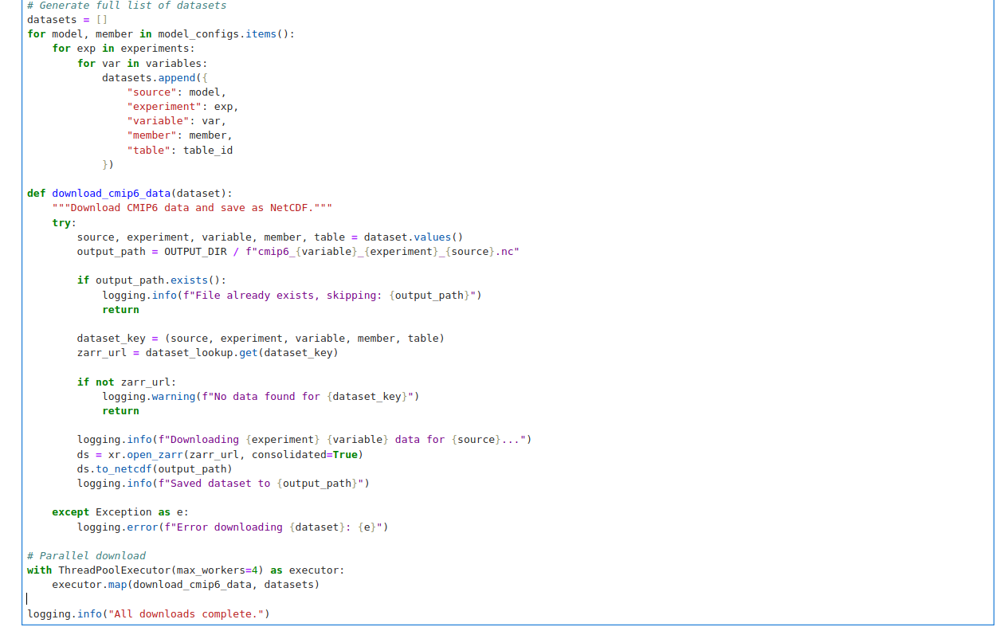 # Generate full list of datasets
datasets = []
for model, member in model_configs.items():
    for exp in experiments:
        for var in variables:
            datasets.append({
                "source": model,
                "experiment": exp,
                "variable": var,
                "member": member,
                "table": table_id
            })

def download_cmip6_data(dataset):
    """Download CMIP6 data and save as NetCDF."""
    try:
        source, experiment, variable, member, table = dataset.values()
        output_path = OUTPUT_DIR / f"cmip6_{variable}_{experiment}_{source}.nc"

        if output_path.exists():
            logging.info(f"File already exists, skipping: {output_path}")
            return

        dataset_key = (source, experiment, variable, member, table)
        zarr_url = dataset_lookup.get(dataset_key)

        if not zarr_url:
            logging.warning(f"No data found for {dataset_key}")
            return

        logging.info(f"Downloading {experiment} {variable} data for {source}...")
        ds = xr.open_zarr(zarr_url, consolidated=True)
        ds.to_netcdf(output_path)
        logging.info(f"Saved dataset to {output_path}")

    except Exception as e:
        logging.error(f"Error downloading {dataset}: {e}")

# Parallel download
with ThreadPoolExecutor(max_workers=4) as executor:
    executor.map(download_cmip6_data, datasets)

logging.info("All downloads complete.")